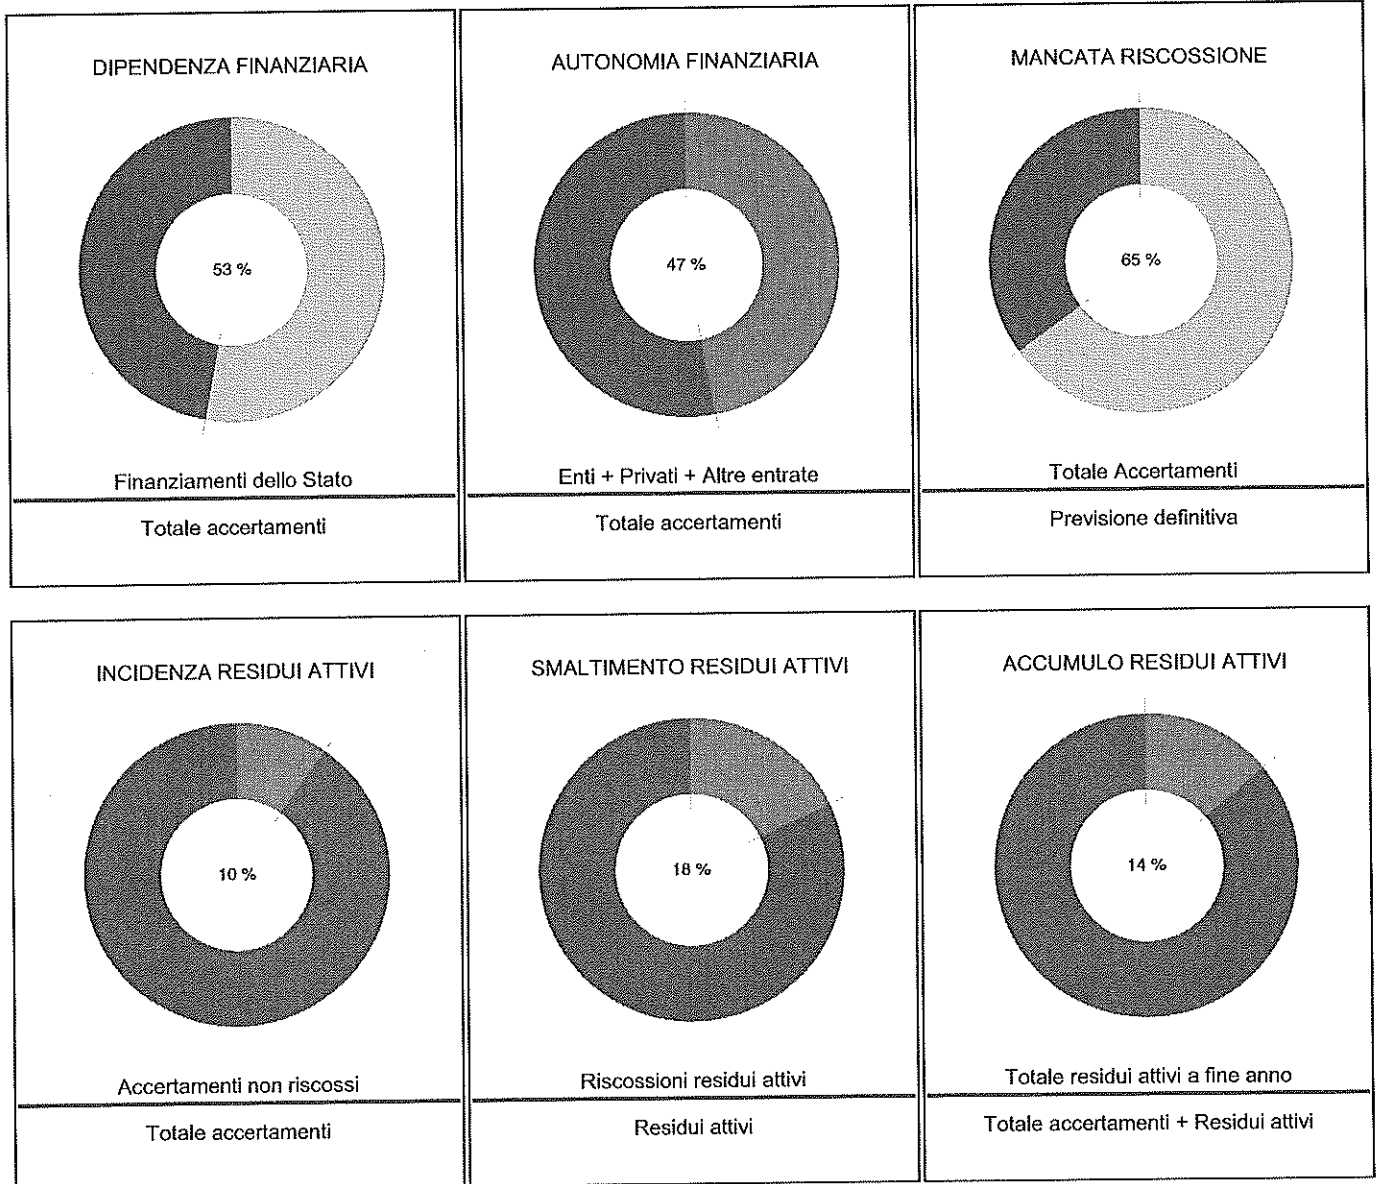 DIPENDENZA FINANZIARIA
53 %
Finanziamenti dello Stato
Totale accertamenti
AUTONOMIA FINANZIARIA
47 %
Enti + Privati + Altre entrate
Totale accertamenti
MANCATA RISCOSSIONE
65 %
Totale Accertamenti
Previsione definitiva
INCIDENZA RESIDUI ATTIVI
10 %
Accertamenti non riscossi
Totale accertamenti
SMALTIMENTO RESIDUI ATTIVI
18 %
Riscossioni residui attivi
Residui attivi
ACCUMULO RESIDUI ATTIVI
14 %
Totale residui attivi a fine anno
Totale accertamenti + Residui attivi